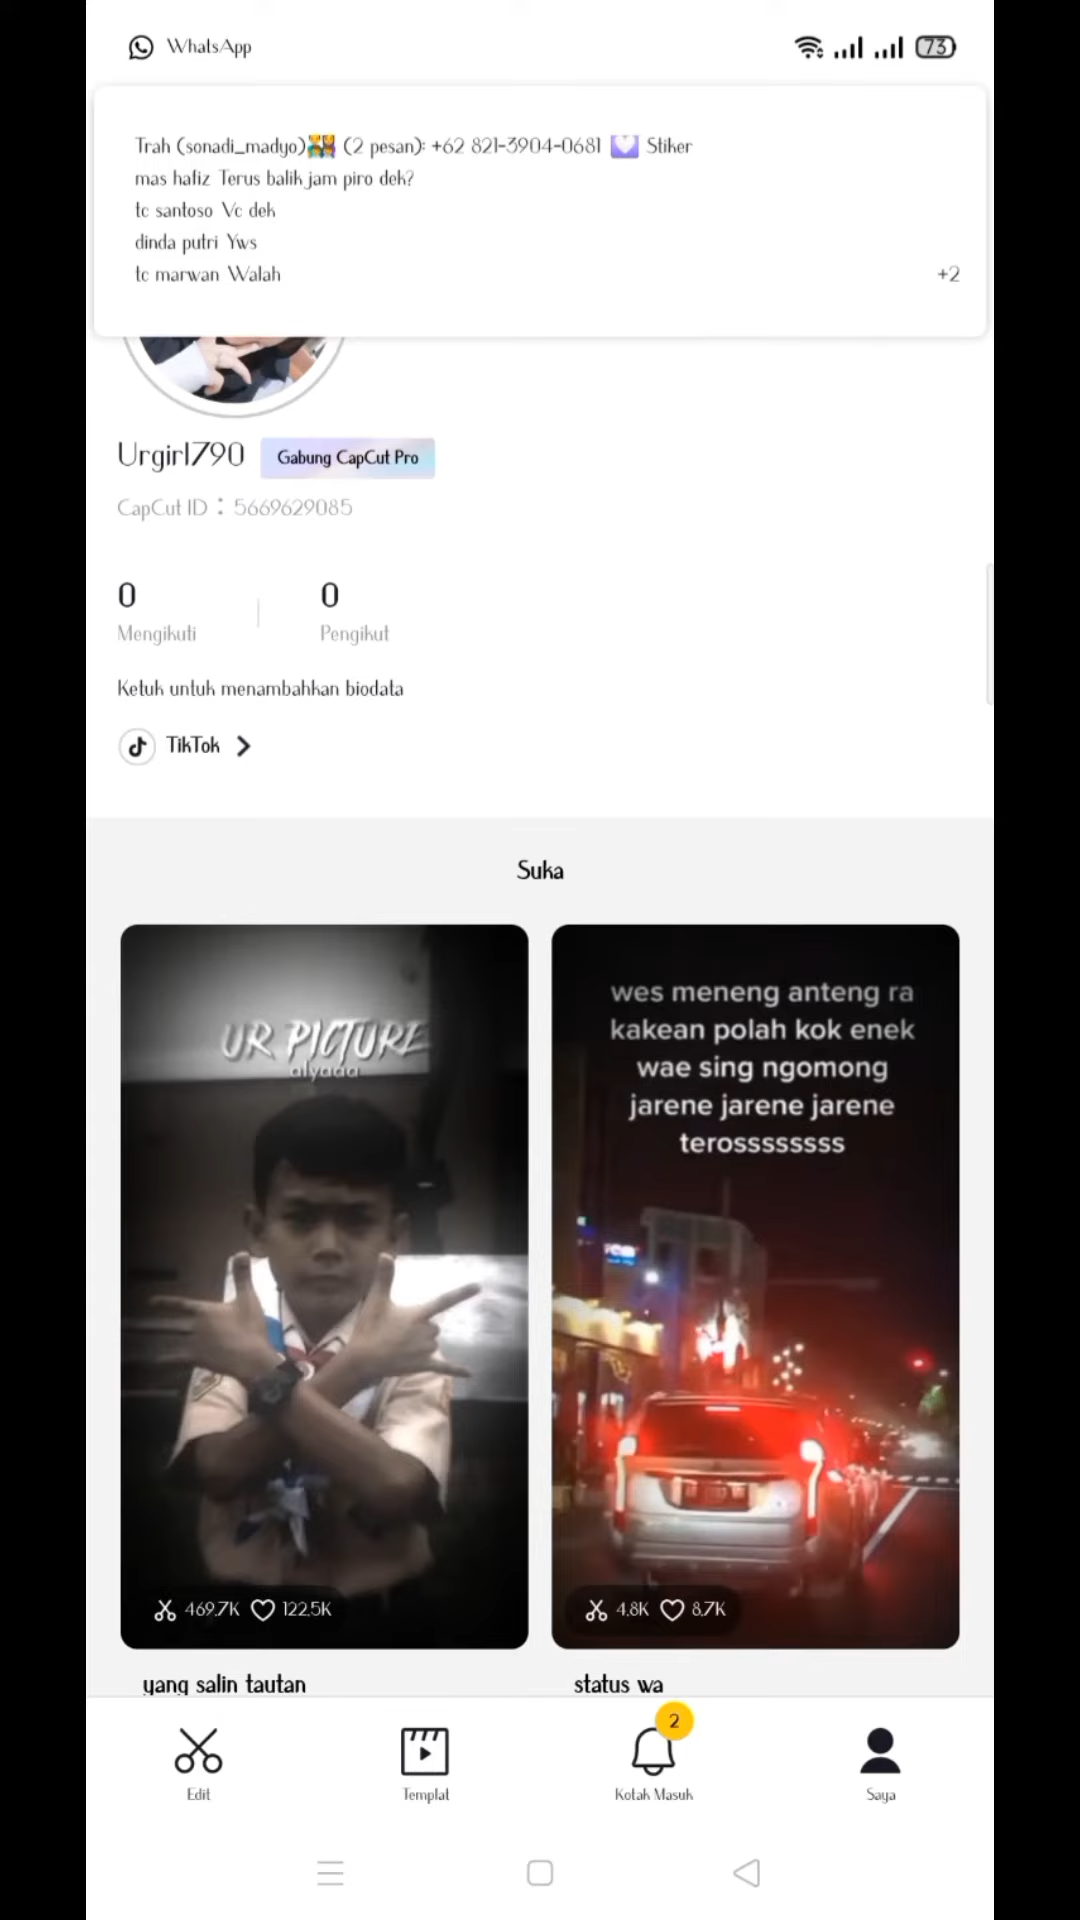 WhatsApp
73
Trah (sonadi_madyo)👫 (2 pesan): +62 821-3904-0681 💟 Stiker
mas hafiz Terus balik jam piro dek?
tc santoso Vc dek
dinda putri Yws
tc marwan Walah
+2
Urgirl790
Gabung CapCut Pro
CapCut ID : 5669629085
0
Mengikuti
0
Pengikut
Ketuk untuk menambahkan biodata
TikTok
Suka
UR PICTURE
alyaaa
469,7K
122,5K
yang salin tautan
wes meneng anteng ra
kakean polah kok enek
wae sing ngomong
jarene jarene jarene
terossssssss
4,8K
8,7K
status wa
Edit
Templat
2
Kotak Masuk
Saya